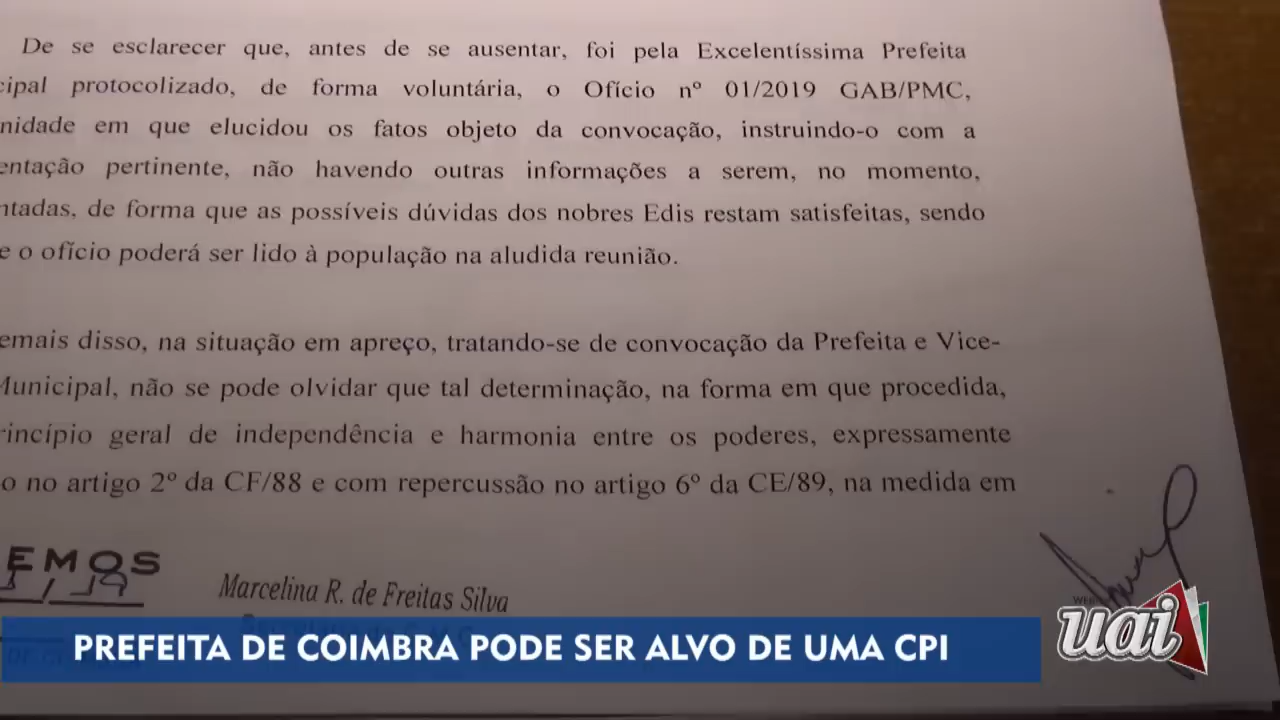 De se esclarecer que, antes de se ausentar, foi pela Excelentíssima Prefeita
cipal protocolizado, de forma voluntária, o Ofício nº 01/2019 GAB/PMC,
nidade em que elucidou os fatos objeto da convocação, instruindo-o com a
entação pertinente, não havendo outras informações a serem, no momento,
ntadas, de forma que as possíveis dúvidas dos nobres Edis restam satisfeitas, sendo
e o ofício poderá ser lido à população na aludida reunião.
emais disso, na situação em apreço, tratando-se de convocação da Prefeita e Vice-
Municipal, não se pode olvidar que tal determinação, na forma em que procedida,
rincípio geral de independência e harmonia entre os poderes, expressamente
o no artigo 2º da CF/88 e com repercussão no artigo 6º da CE/89, na medida em
EMOS
Marcelina R. de Freitas Silva
PREFEITA DE COIMBRA PODE SER ALVO DE UMA CPI
uai